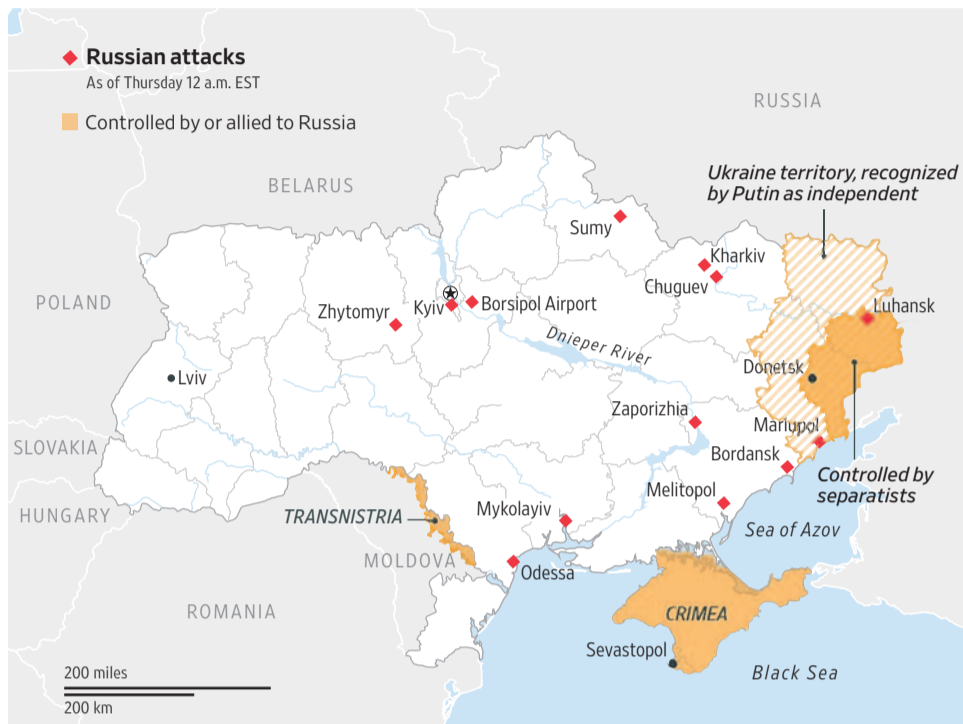 Russian attacks
As of Thursday 12 a.m. EST
Controlled by or allied to Russia
RUSSIA
BELARUS
Ukraine territory, recognized
by Putin as independent
Sumy
Kharkiv
Chuguev
POLAND
Kyiv
Borsipol Airport
Zhytomyr
Luhansk
Dnieper River
Lviv
Donetsk
Zaporizhia
Mariupol
SLOVAKIA
Bordansk
Controlled by
separatists
Melitopol
HUNGARY
TRANSNISTRIA
Mykolayiv
Sea of Azov
MOLDOVA
Odessa
ROMANIA
CRIMEA
Sevastopol
Black Sea
200 miles
200 km